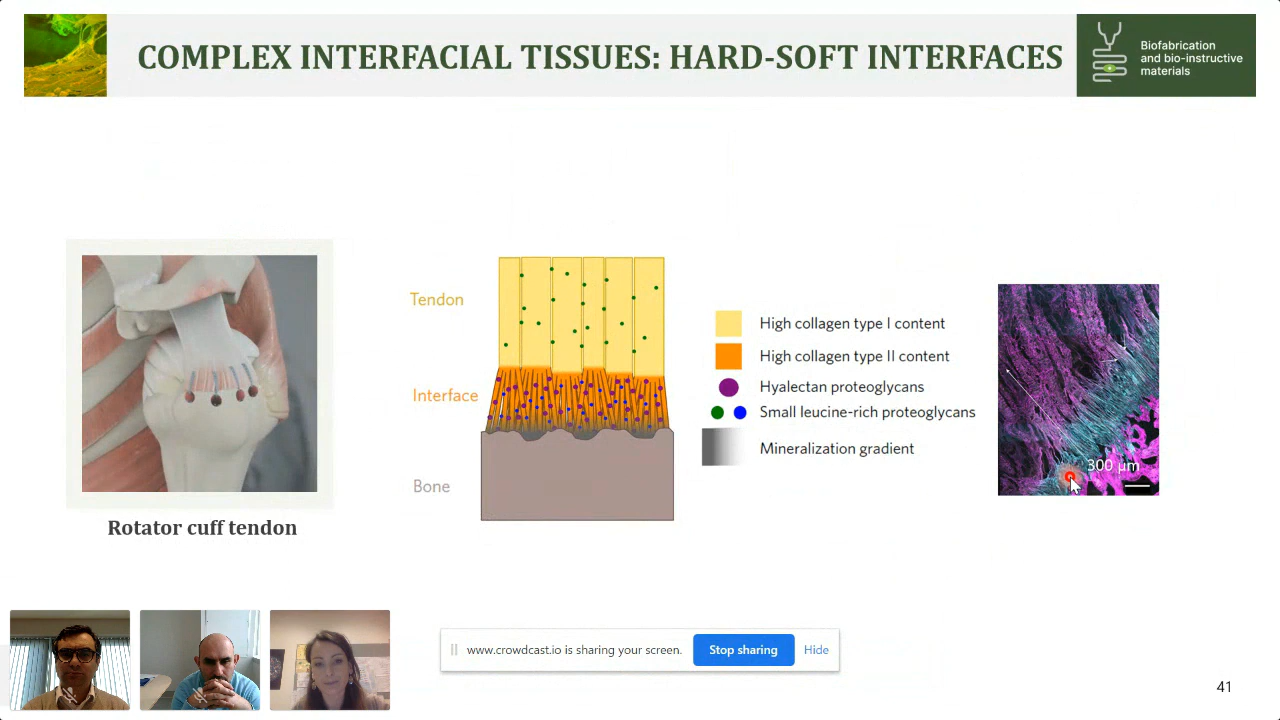 COMPLEX INTERFACIAL TISSUES: HARD-SOFT INTERFACES
Biofabrication
and bio-instructive
materials
Tendon
Interface
Bone
High collagen type I content
High collagen type II content
Hyalectan proteoglycans
Small leucine-rich proteoglycans
Mineralization gradient
300 μm
Rotator cuff tendon
www.crowdcast.io is sharing your screen.
Stop sharing
Hide
41